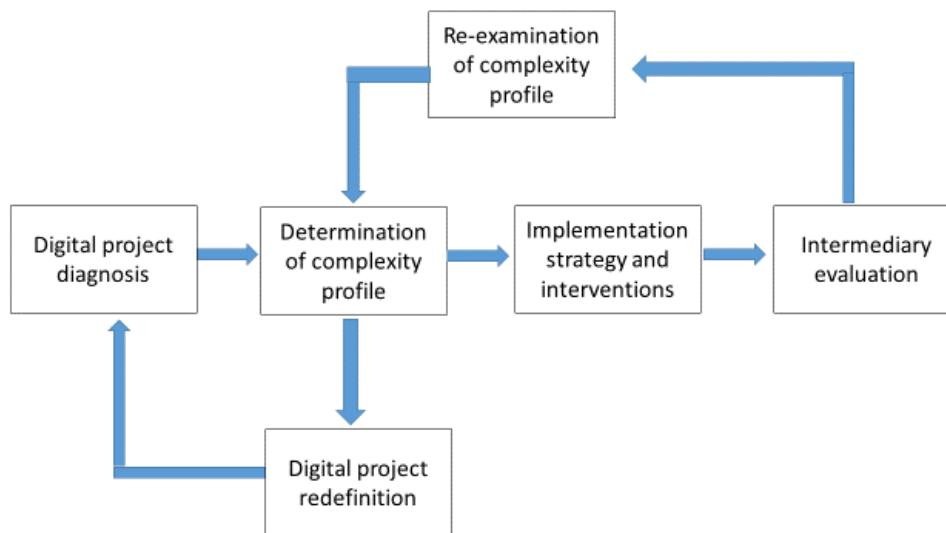 Re-examination
of complexity
profile
Digital project
diagnosis
Determination
of complexity
profile
Implementation
strategy and
interventions
Intermediary
evaluation
Digital project
redefinition